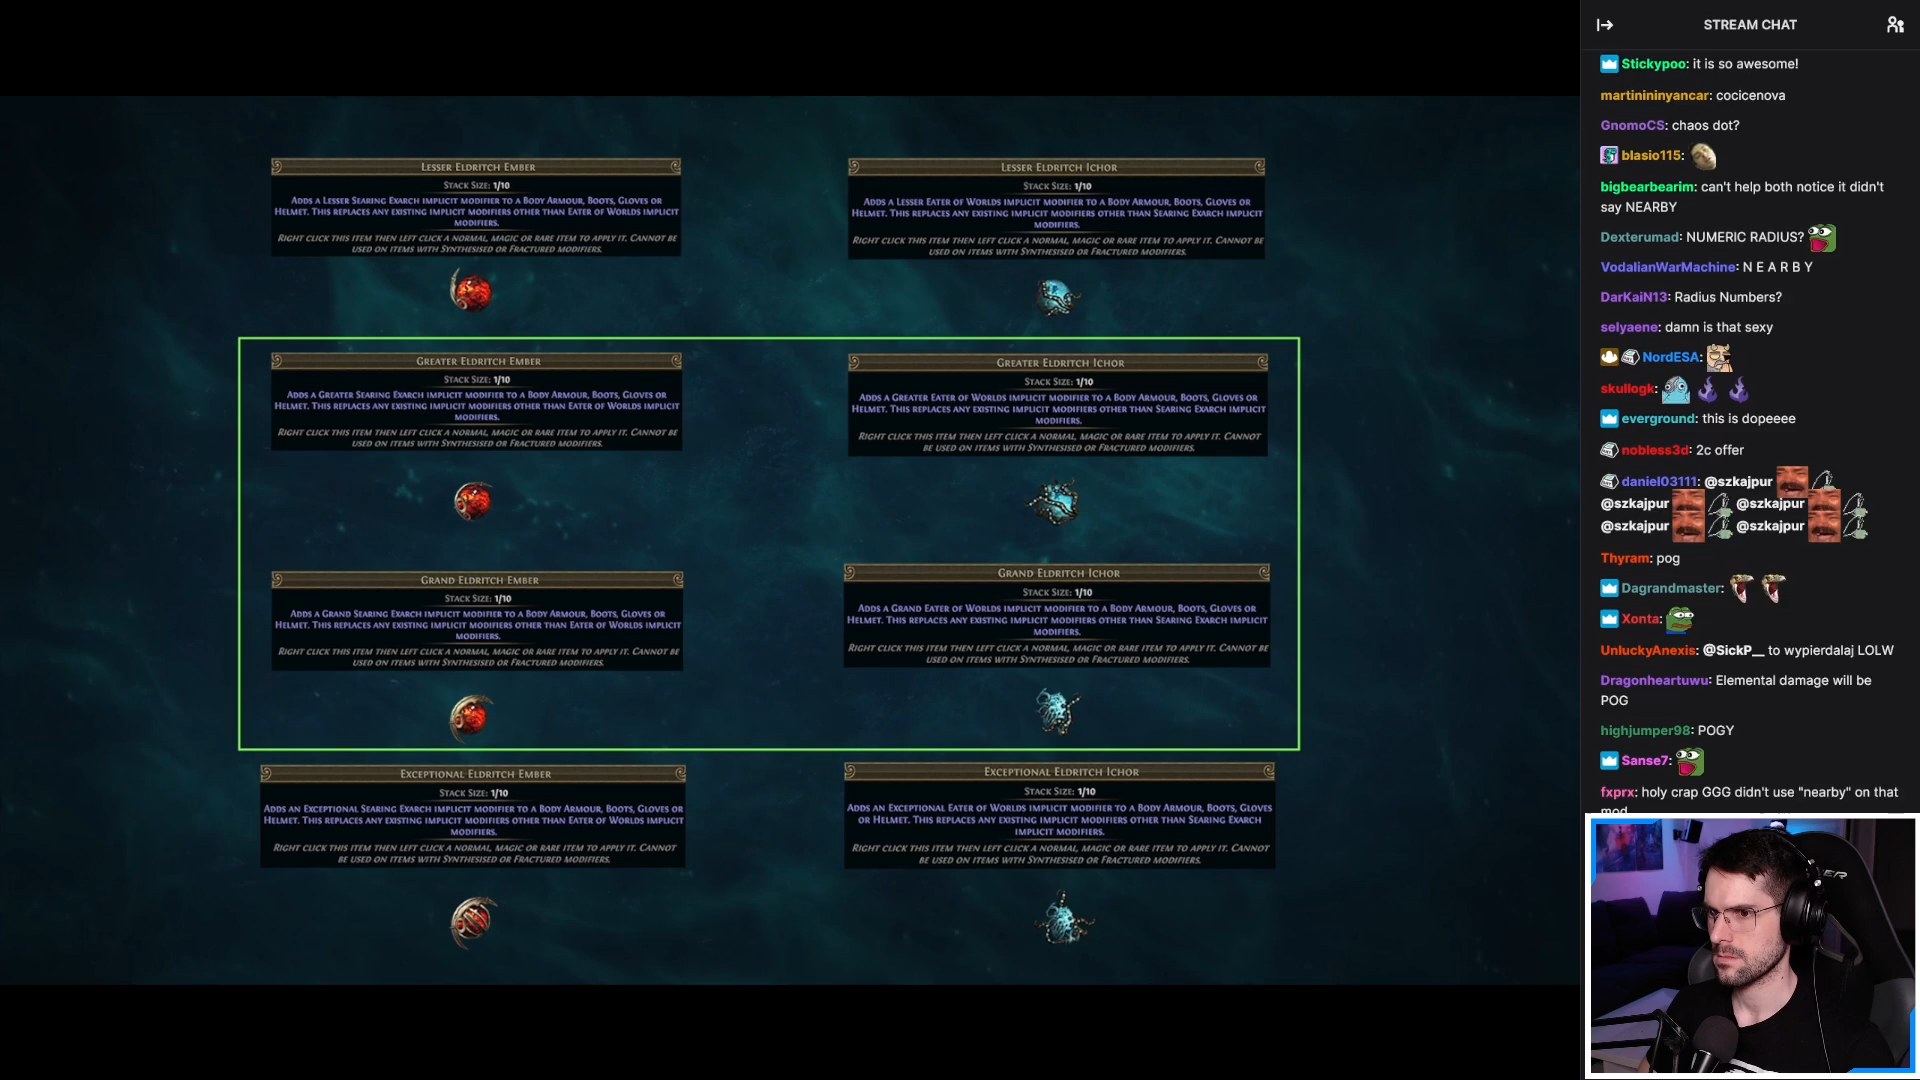 LESSER ELDRITCH EMBER
STACK SIZE: 1/10
ADDS A LESSER SEARING EXARCH IMPLICIT MODIFIER TO A BODY ARMOUR, BOOTS, GLOVES OR
HELMET. THIS REPLACES ANY EXISTING IMPLICIT MODIFIERS OTHER THAN EATER OF WORLDS IMPLICIT
MODIFIERS.
RIGHT CLICK THIS ITEM THEN LEFT CLICK A NORMAL, MAGIC OR RARE ITEM TO APPLY IT. CANNOT BE
USED ON ITEMS WITH SYNTHESISED OR FRACTURED MODIFIERS.
LESSER ELDRITCH ICHOR
STACK SIZE: 1/10
ADDS A LESSER EATER OF WORLDS IMPLICIT MODIFIER TO A BODY ARMOUR, BOOTS, GLOVES OR
HELMET. THIS REPLACES ANY EXISTING IMPLICIT MODIFIERS OTHER THAN SEARING EXARCH IMPLICIT
MODIFIERS.
RIGHT CLICK THIS ITEM THEN LEFT CLICK A NORMAL, MAGIC OR RARE ITEM TO APPLY IT. CANNOT BE
USED ON ITEMS WITH SYNTHESISED OR FRACTURED MODIFIERS.
GREATER ELDRITCH EMBER
STACK SIZE: 1/10
ADDS A GREATER SEARING EXARCH IMPLICIT MODIFIER TO A BODY ARMOUR, BOOTS, GLOVES OR
HELMET. THIS REPLACES ANY EXISTING IMPLICIT MODIFIERS OTHER THAN EATER OF WORLDS IMPLICIT
MODIFIERS.
RIGHT CLICK THIS ITEM THEN LEFT CLICK A NORMAL, MAGIC OR RARE ITEM TO APPLY IT. CANNOT BE
USED ON ITEMS WITH SYNTHESISED OR FRACTURED MODIFIERS.
GREATER ELDRITCH ICHOR
STACK SIZE: 1/10
ADDS A GREATER EATER OF WORLDS IMPLICIT MODIFIER TO A BODY ARMOUR, BOOTS, GLOVES OR
HELMET. THIS REPLACES ANY EXISTING IMPLICIT MODIFIERS OTHER THAN SEARING EXARCH IMPLICIT
MODIFIERS.
RIGHT CLICK THIS ITEM THEN LEFT CLICK A NORMAL, MAGIC OR RARE ITEM TO APPLY IT. CANNOT
BE USED ON ITEMS WITH SYNTHESISED OR FRACTURED MODIFIERS.
GRAND ELDRITCH EMBER
STACK SIZE: 1/10
ADDS A GRAND SEARING EXARCH IMPLICIT MODIFIER TO A BODY ARMOUR, BOOTS, GLOVES OR
HELMET. THIS REPLACES ANY EXISTING IMPLICIT MODIFIERS OTHER THAN EATER OF WORLDS IMPLICIT
MODIFIERS.
RIGHT CLICK THIS ITEM THEN LEFT CLICK A NORMAL, MAGIC OR RARE ITEM TO APPLY IT. CANNOT BE
USED ON ITEMS WITH SYNTHESISED OR FRACTURED MODIFIERS.
GRAND ELDRITCH ICHOR
STACK SIZE: 1/10
ADDS A GRAND EATER OF WORLDS IMPLICIT MODIFIER TO A BODY ARMOUR, BOOTS, GLOVES OR
HELMET. THIS REPLACES ANY EXISTING IMPLICIT MODIFIERS OTHER THAN SEARING EXARCH IMPLICIT
MODIFIERS.
RIGHT CLICK THIS ITEM THEN LEFT CLICK A NORMAL, MAGIC OR RARE ITEM TO APPLY IT. CANNOT BE
USED ON ITEMS WITH SYNTHESISED OR FRACTURED MODIFIERS.
EXCEPTIONAL ELDRITCH EMBER
STACK SIZE: 1/10
ADDS AN EXCEPTIONAL SEARING EXARCH IMPLICIT MODIFIER TO A BODY ARMOUR, BOOTS, GLOVES OR
HELMET. THIS REPLACES ANY EXISTING IMPLICIT MODIFIERS OTHER THAN EATER OF WORLDS IMPLICIT
MODIFIERS.
RIGHT CLICK THIS ITEM THEN LEFT CLICK A NORMAL, MAGIC OR RARE ITEM TO APPLY IT. CANNOT
BE USED ON ITEMS WITH SYNTHESISED OR FRACTURED MODIFIERS.
EXCEPTIONAL ELDRITCH ICHOR
STACK SIZE: 1/10
ADDS AN EXCEPTIONAL EATER OF WORLDS IMPLICIT MODIFIER TO A BODY ARMOUR, BOOTS, GLOVES
OR HELMET. THIS REPLACES ANY EXISTING IMPLICIT MODIFIERS OTHER THAN SEARING EXARCH
IMPLICIT MODIFIERS.
RIGHT CLICK THIS ITEM THEN LEFT CLICK A NORMAL, MAGIC OR RARE ITEM TO APPLY IT. CANNOT
BE USED ON ITEMS WITH SYNTHESISED OR FRACTURED MODIFIERS.
STREAM CHAT
Stickypoo: it is so awesome!
martinininyancar: cocicenova
GnomoCS: chaos dot?
blasio115:
bigbearbearim: can't help both notice it didn't
say NEARBY
Dexterumad: NUMERIC RADIUS?
VodalianWarMachine: N E A R B Y
DarKaiN13: Radius Numbers?
selyaene: damn is that sexy
NordESA:
skullogk:
everground: this is dopeeee
nobless3d: 2c offer
daniel03111: @szkajpur
@szkajpur @szkajpur
@szkajpur @szkajpur
Thyram: pog
Dagrandmaster:
Xonta:
UnluckyAnexis: @SickP__ to wypierdalaj LOLW
Dragonheartuwu: Elemental damage will be
POG
highjumper98: POGY
Sanse7:
fxprx: holy crap GGG didn't use "nearby" on that
mod